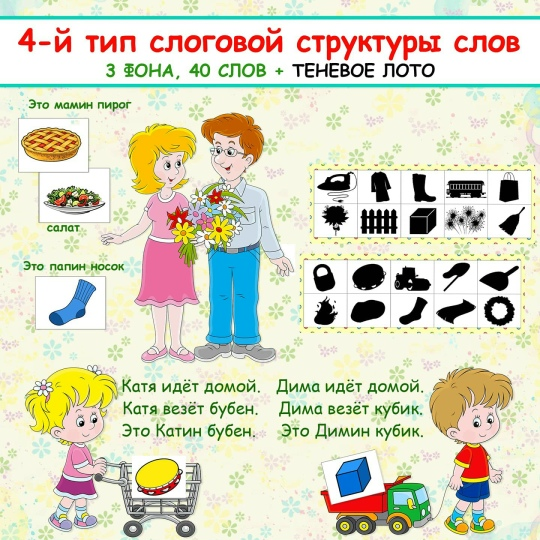 4-й тип слоговой структуры слов
3 ФОНА, 40 СЛОВ + ТЕНЕВОЕ ЛОТО
Это мамин пирог
салат
Это папин носок
Катя идёт домой.
Катя везёт бубен.
Это Катин бубен.
Дима идёт домой.
Дима везёт кубик.
Это Димин кубик.